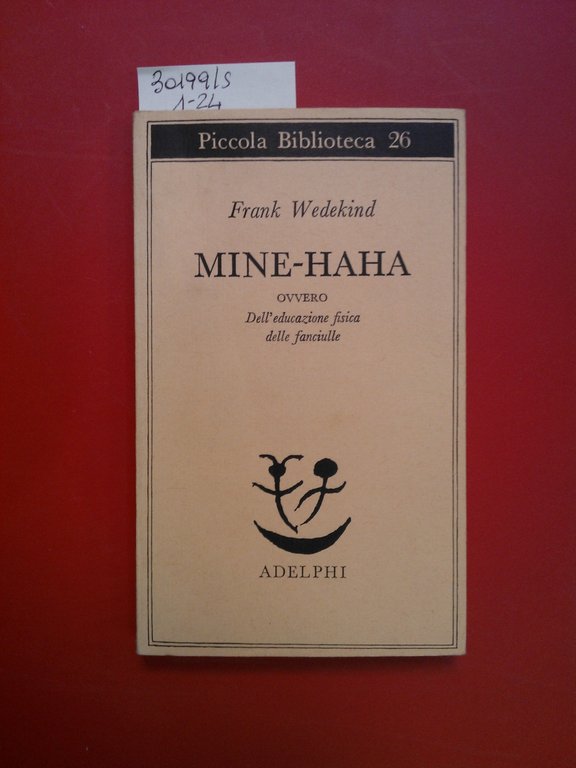 30199/S
1-24
Piccola Biblioteca 26
Frank Wedekind
MINE-HAHA
OVVERO
Dell'educazione fisica
delle fanciulle
ADELPHI